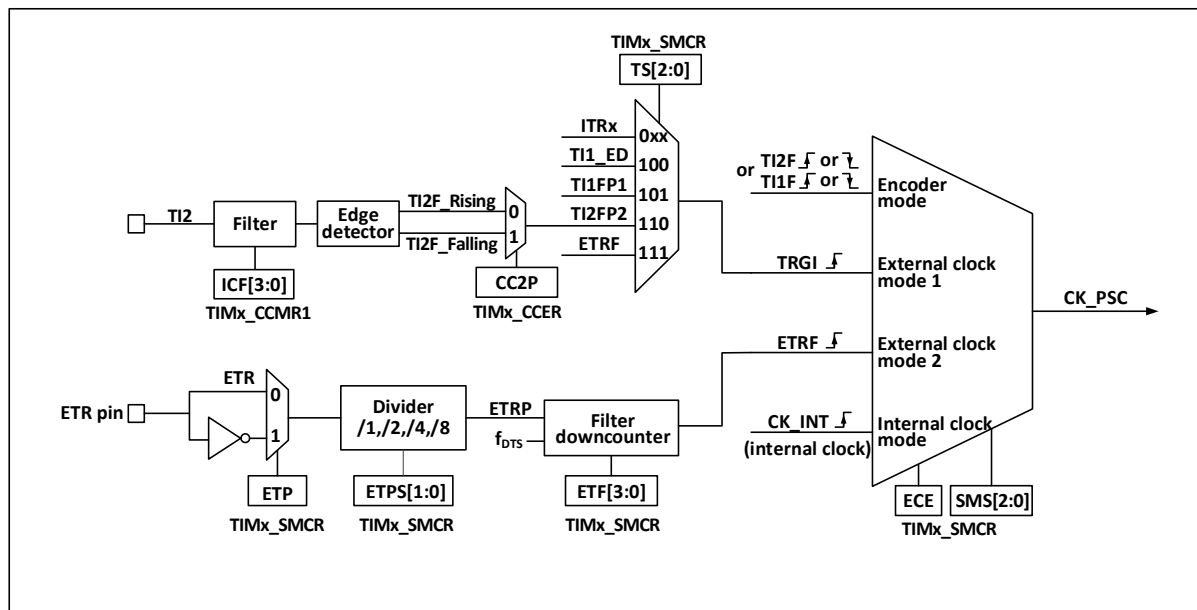 TIMx_SMCR
TS[2:0]
ITRx
0xx
TI1_ED
100
TI1FP1
101
TI2FP2
110
ETRF
111
TI2
Filter
Edge
detector
TI2F_Rising
TI2F_Falling
0
1
ICF[3:0]
TIMx_CCMR1
CC2P
TIMx_CCER
or TI2F or
TI1F or
Encoder
mode
TRGI
External clock
mode 1
CK_PSC
ETRF
External clock
mode 2
CK_INT
(internal clock)
Internal clock
mode
ECE
SMS[2:0]
TIMx_SMCR
ETR pin
ETR
0
1
Divider
/1,/2,/4,/8
ETRP
fDTS
Filter
downcounter
ETP
TIMx_SMCR
ETPS[1:0]
TIMx_SMCR
ETF[3:0]
TIMx_SMCR